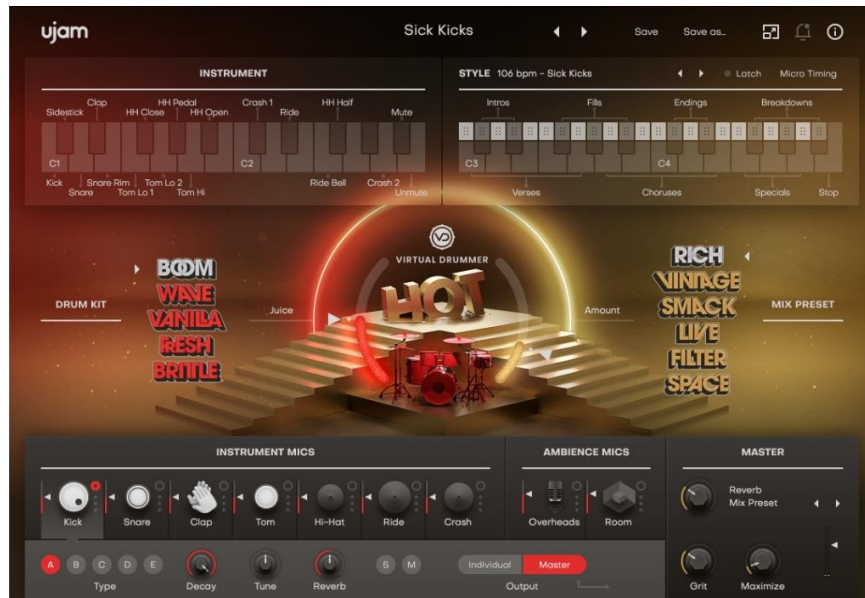 ujam
Sick Kicks
Save
Save as...
INSTRUMENT
Clap HH Pedal Crash 1 HH Half
Sidestick HH Close HH Open Ride Mute
C1 C2
Kick Snare Rim Tom Lo 2 Ride Bell Crash 2
Snare Tom Lo 1 Tom Hi Unmute
STYLE 106 bpm - Sick Kicks
Latch Micro Timing
Intros Fills Endings Breakdowns
C3 C4
Verses Choruses Specials Stop
VD
VIRTUAL DRUMMER
HOT
DRUM KIT
BOOM
WAVE
VANILLA
FRESH
BRITTLE
Juice
Amount
RICH
VINTAGE
SMACK
LIVE
FILTER
SPACE
MIX PRESET
INSTRUMENT MICS
Kick Snare Clap Tom Hi-Hat Ride Crash
AMBIENCE MICS
Overheads Room
A B C D E
Type Decay Tune Reverb
S M
Individual Master
Output
MASTER
Reverb
Mix Preset
Grit Maximize